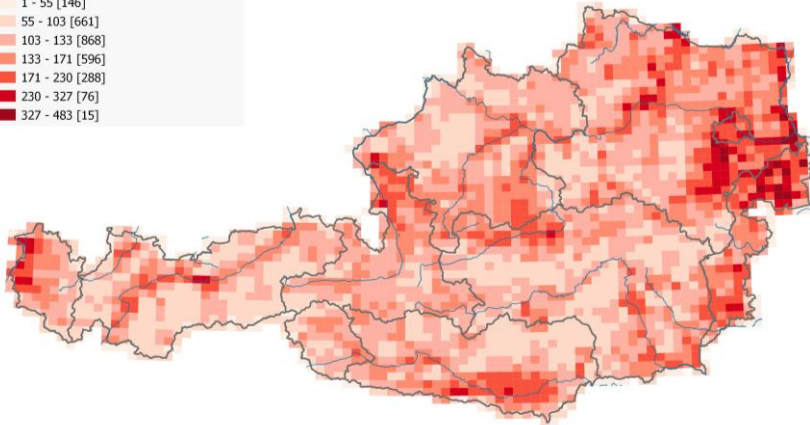 1 - 55 [146]
55 - 103 [661]
103 - 133 [868]
133 - 171 [596]
171 - 230 [288]
230 - 327 [76]
327 - 483 [15]